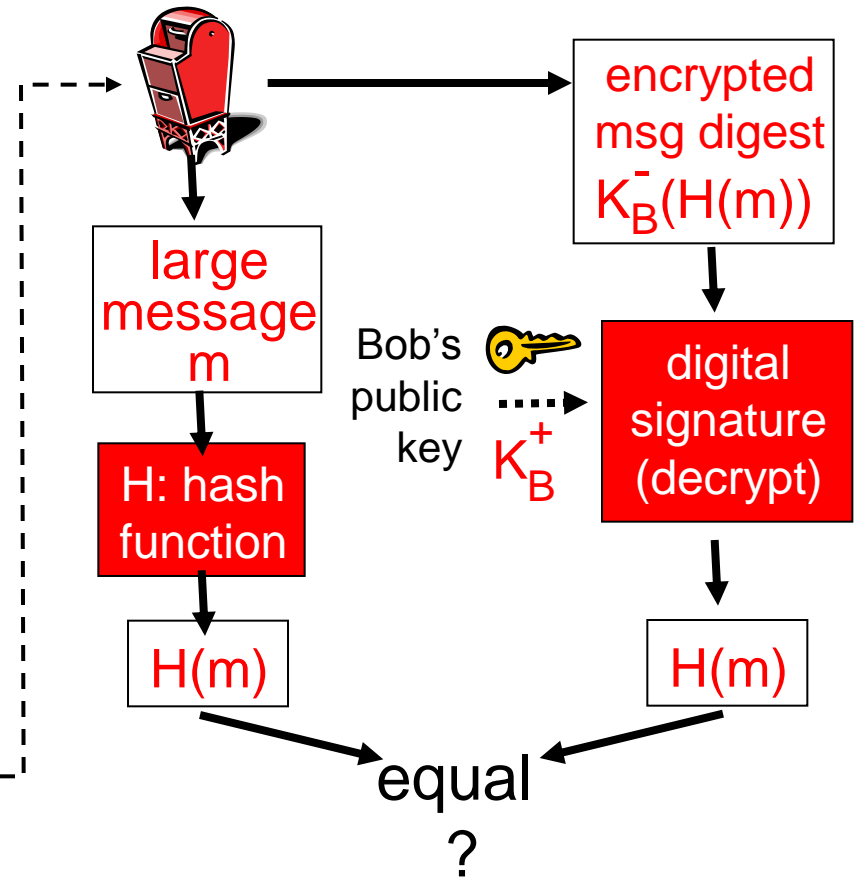 encrypted
msg digest
K_B^-(H(m))
large
message
m
Bob's
public
key
K_B^+
digital
signature
(decrypt)
H: hash
function
H(m)
H(m)
equal
?